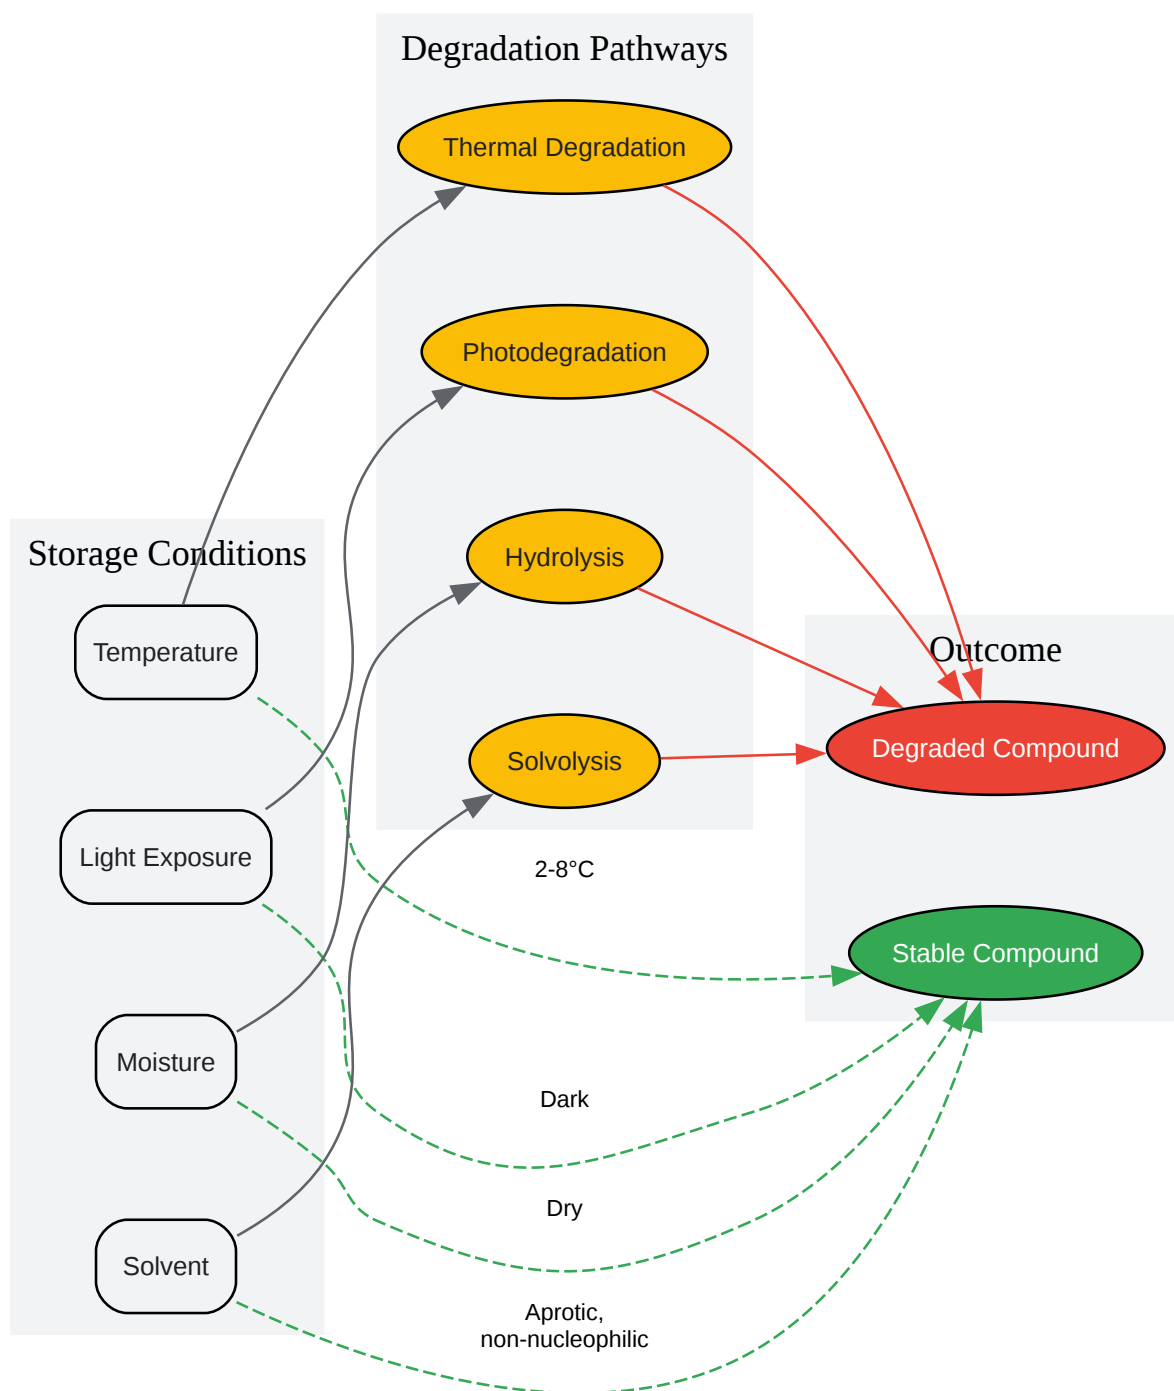 Degradation Pathways
Thermal Degradation
Photodegradation
Hydrolysis
Solvolysis
Storage Conditions
Temperature
Light Exposure
Moisture
Solvent
Outcome
Degraded Compound
Stable Compound
2-8°C
Dark
Dry
Aprotic,
non-nucleophilic